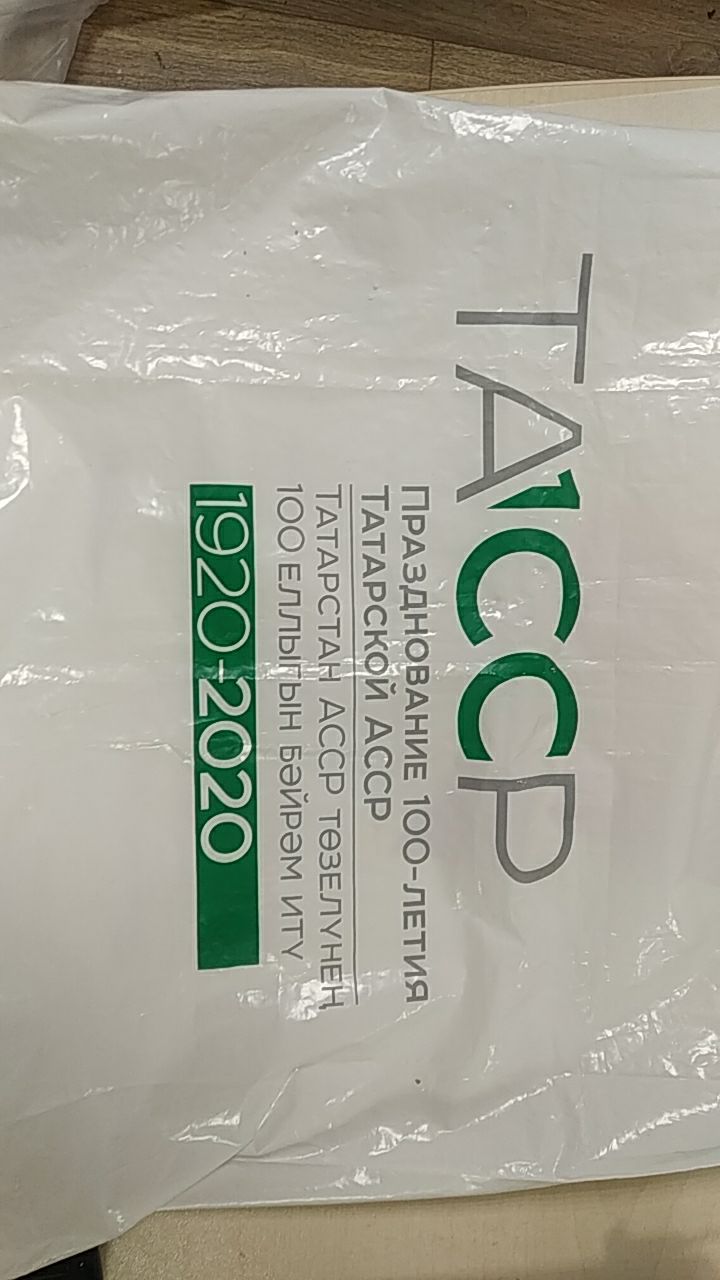 ТАССР
ПРАЗДНОВАНИЕ 100-ЛЕТИЯ
ТАТАРСКОЙ АССР
ТАТАРСТАН АССР ТӨЗЕЛҮНЕҢ
100 ЕЛЛЫГЫН БӘЙРӘМ ИТҮ
1920-2020